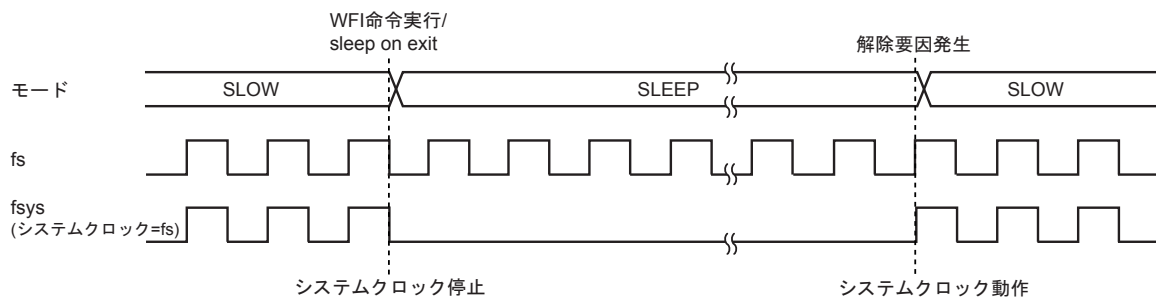 WFI命令実行/
sleep on exit
解除要因発生
モード
SLOW
SLEEP
SLOW
fs
fsys
(システムクロック=fs)
システムクロック停止
システムクロック動作